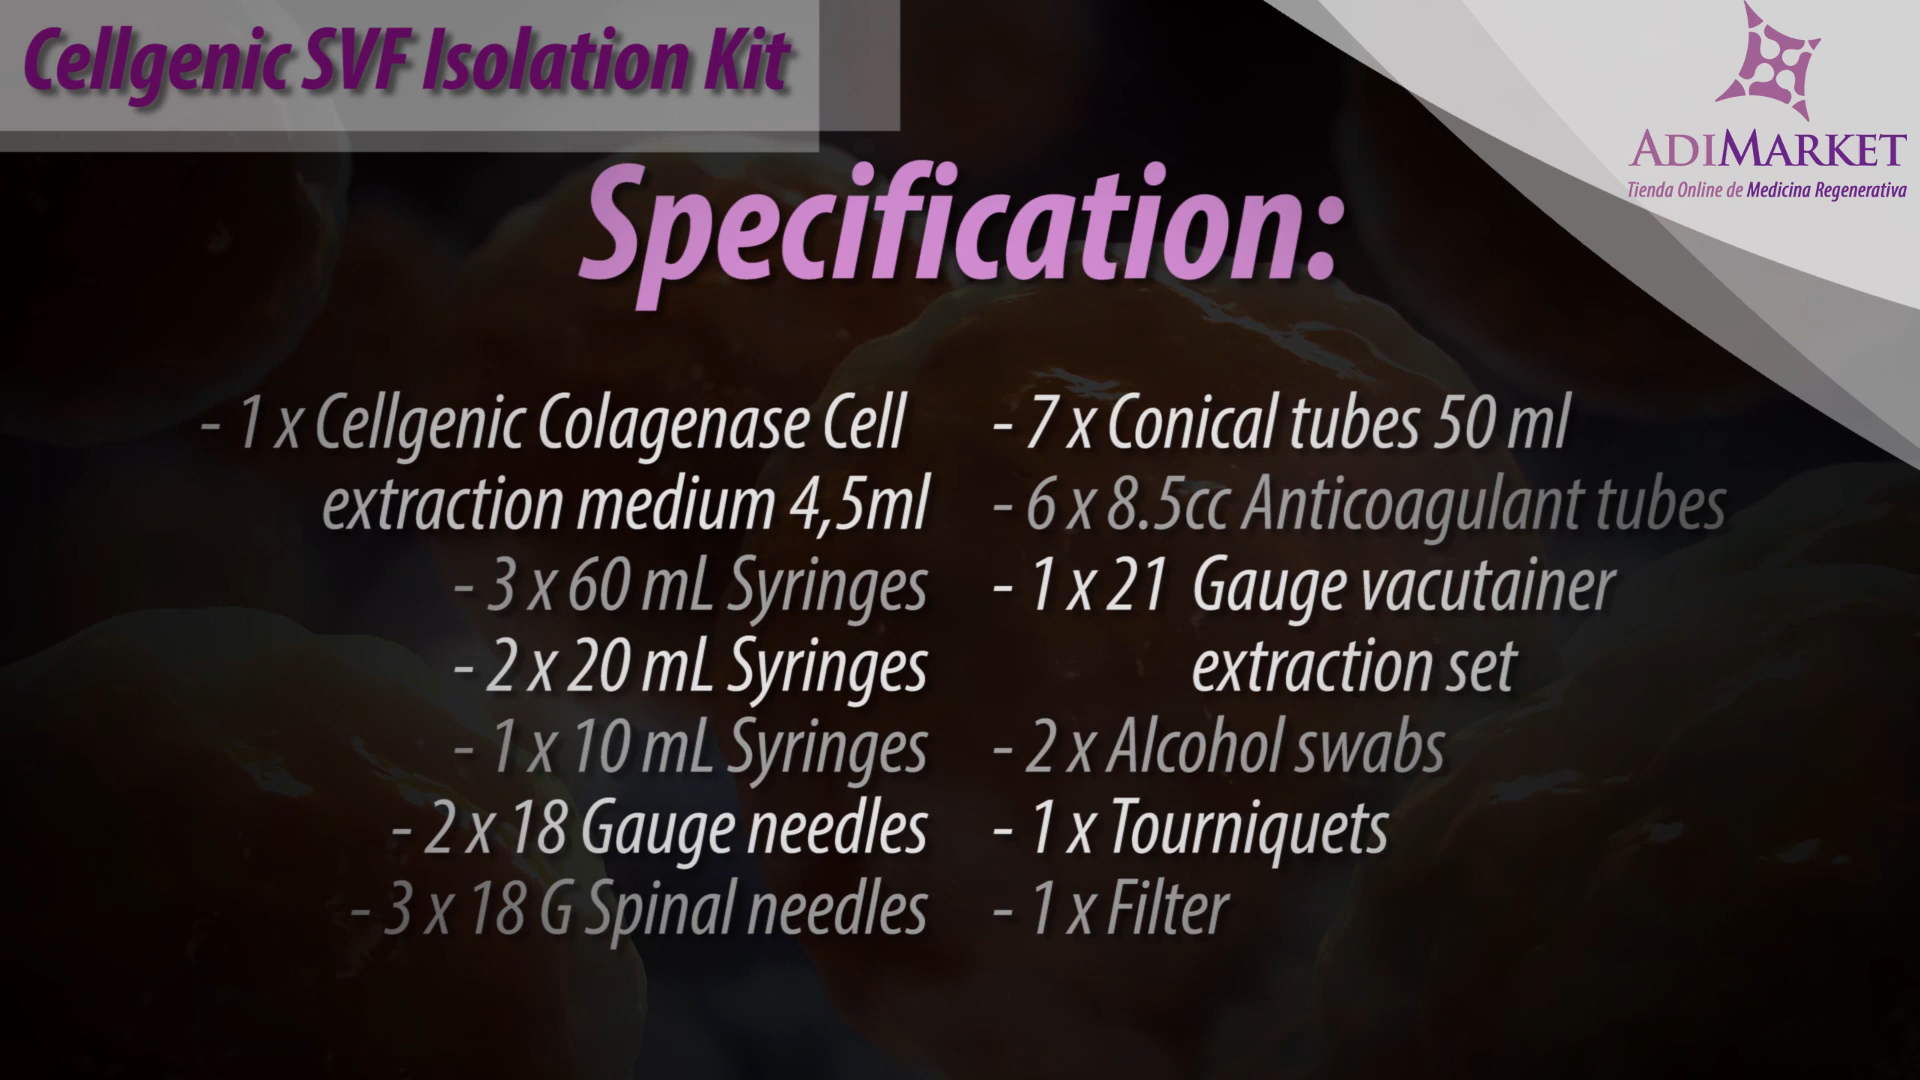 Cellgenic SVF Isolation Kit
ADIMARKET
Tienda Online de Medicina Regenerativa
Specification:
- 1 x Cellgenic Colagenase Cell
extraction medium 4,5ml
- 3 x 60 mL Syringes
- 2 x 20 mL Syringes
- 1 x 10 mL Syringes
- 2 x 18 Gauge needles
- 3 x 18 G Spinal needles
- 7 x Conical tubes 50 ml
- 6 x 8.5cc Anticoagulant tubes
- 1 x 21 Gauge vacutainer
extraction set
- 2 x Alcohol swabs
- 1 x Tourniquets
- 1 x Filter